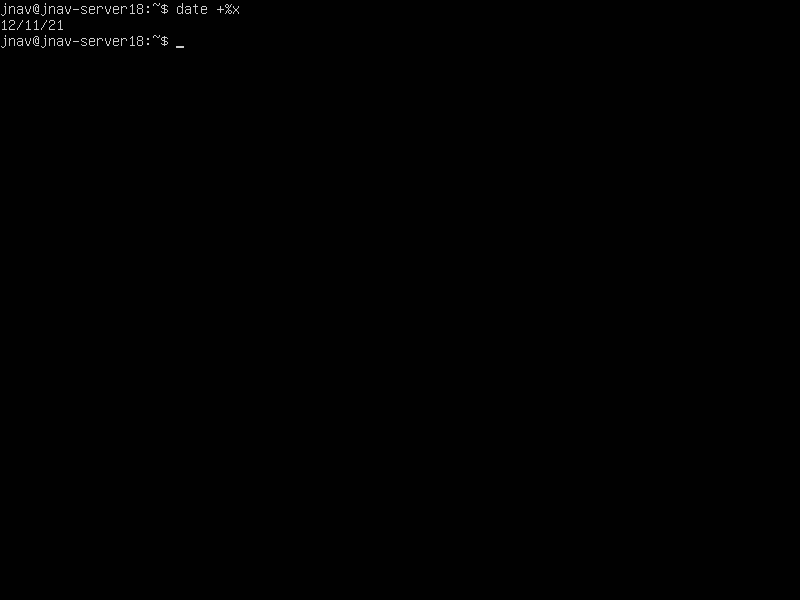 jnav@jnav-server18:~$ date +%x
12/11/21
jnav@jnav-server18:~$ _